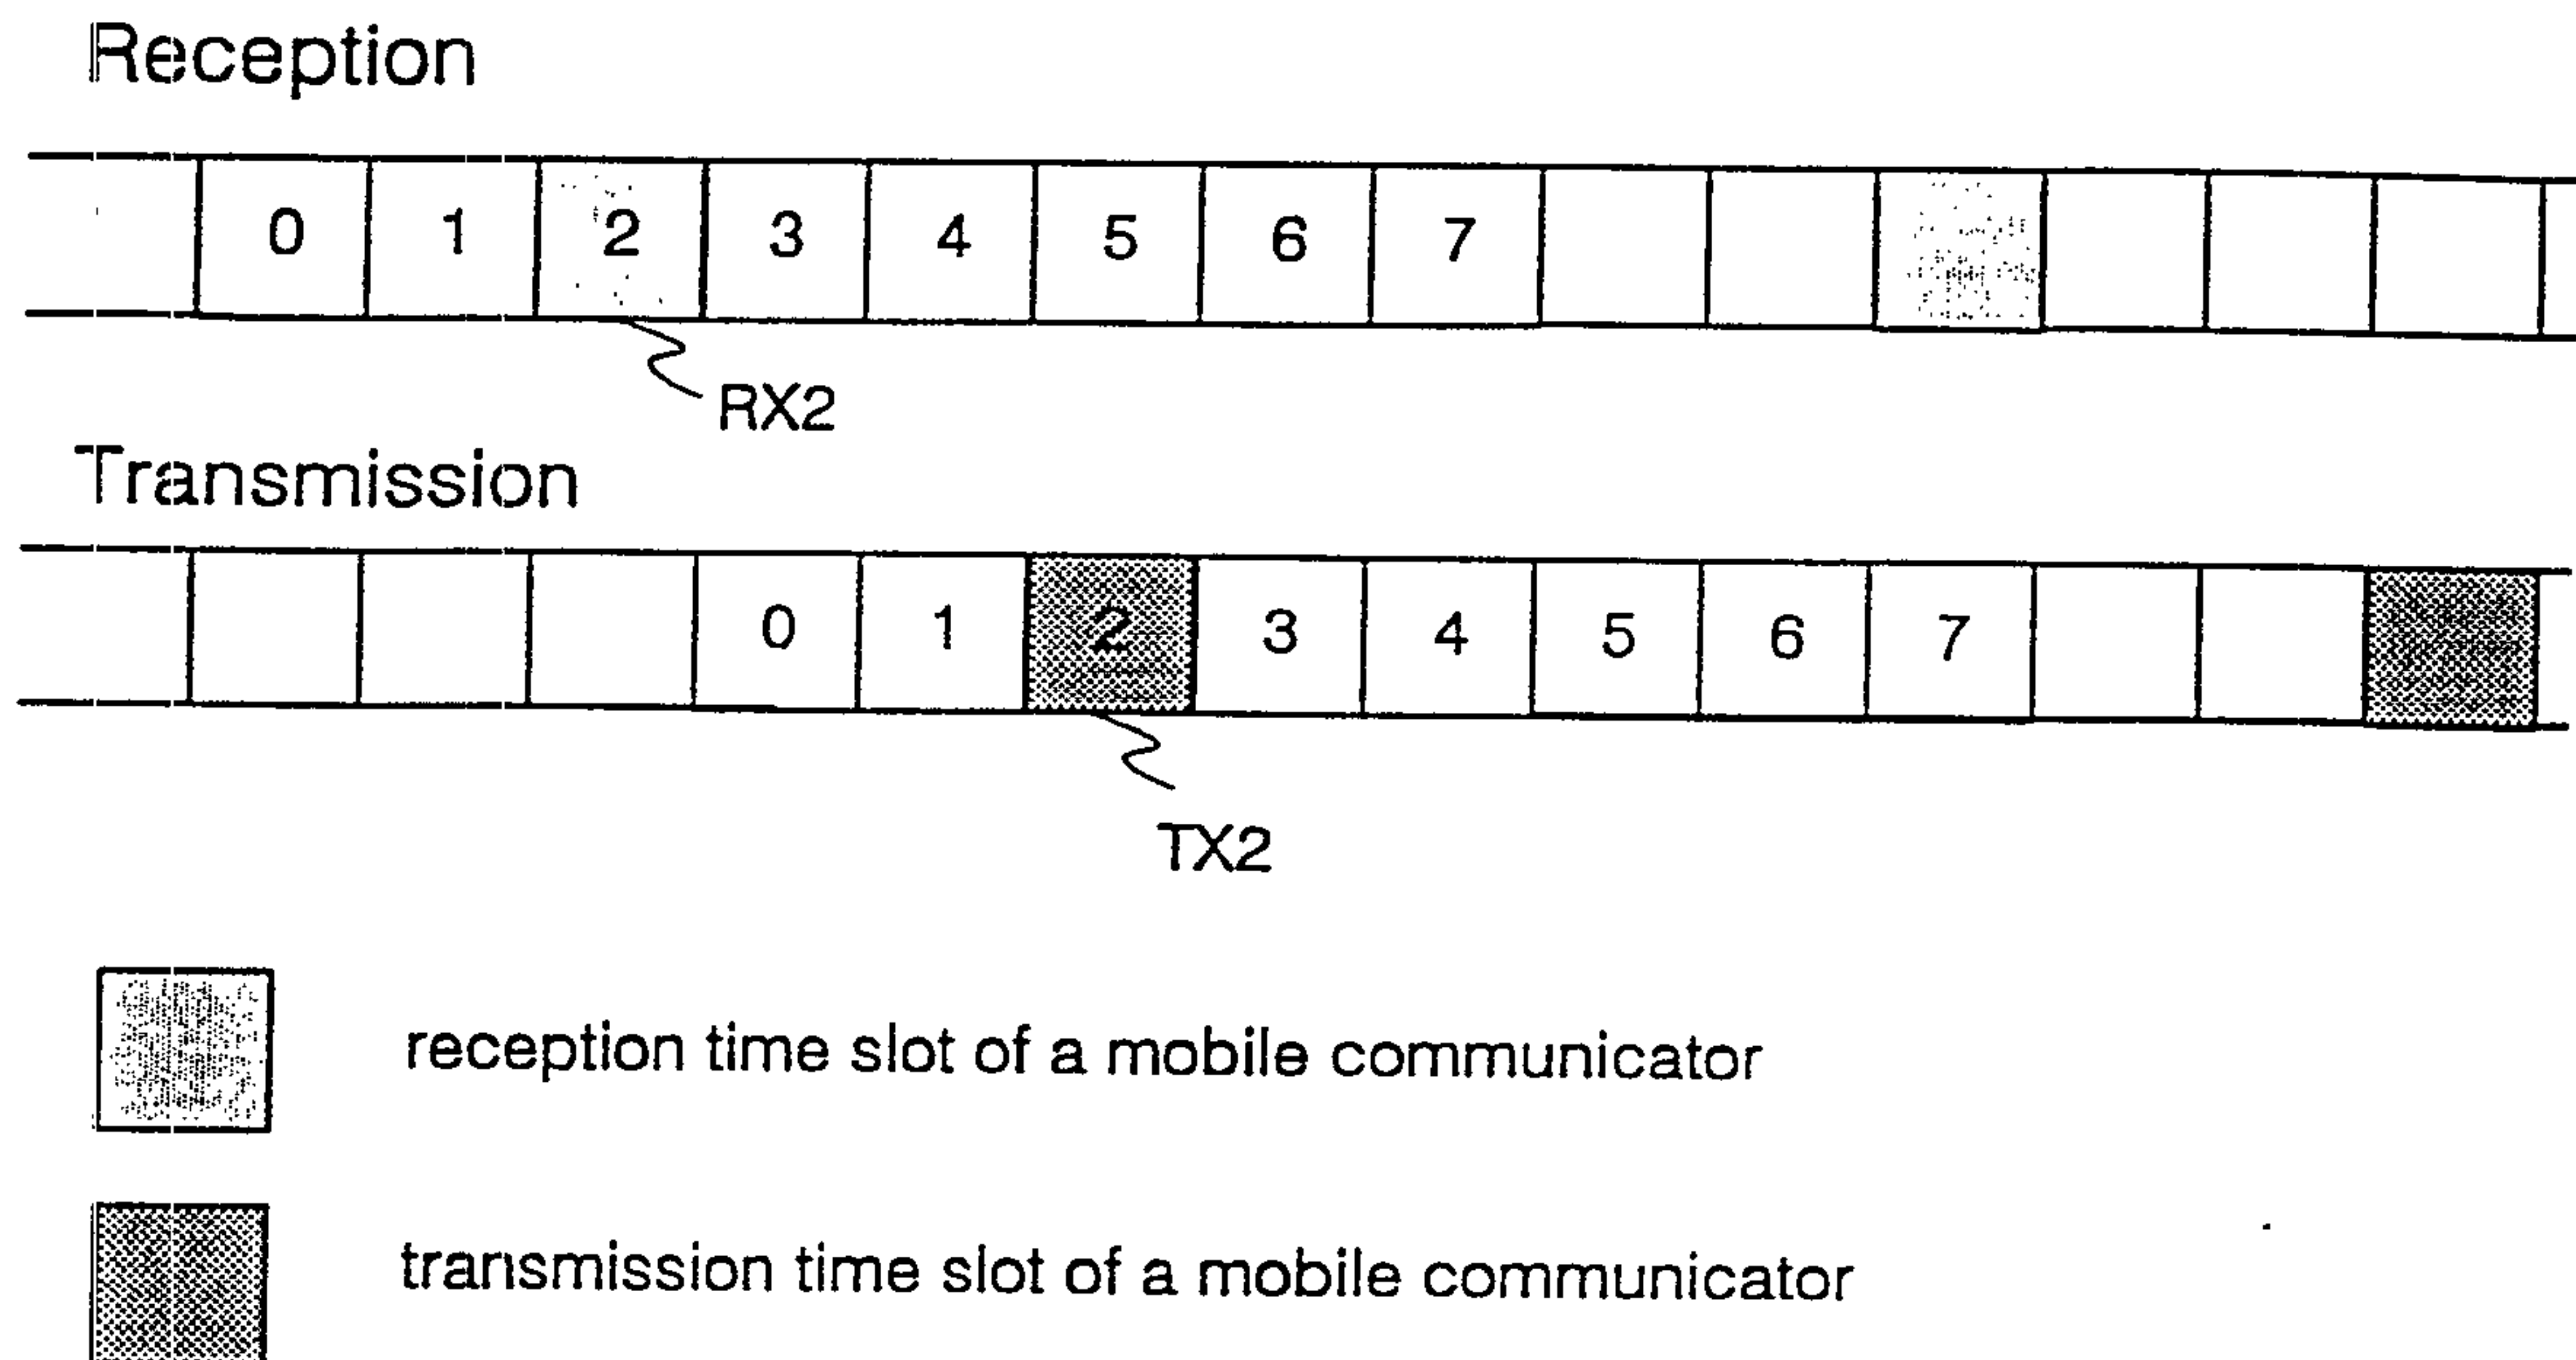 Reception
0 1 2 3 4 5 6 7
RX2
Transmission
0 1 2 3 4 5 6 7
TX2
reception time slot of a mobile communicator
transmission time slot of a mobile communicator